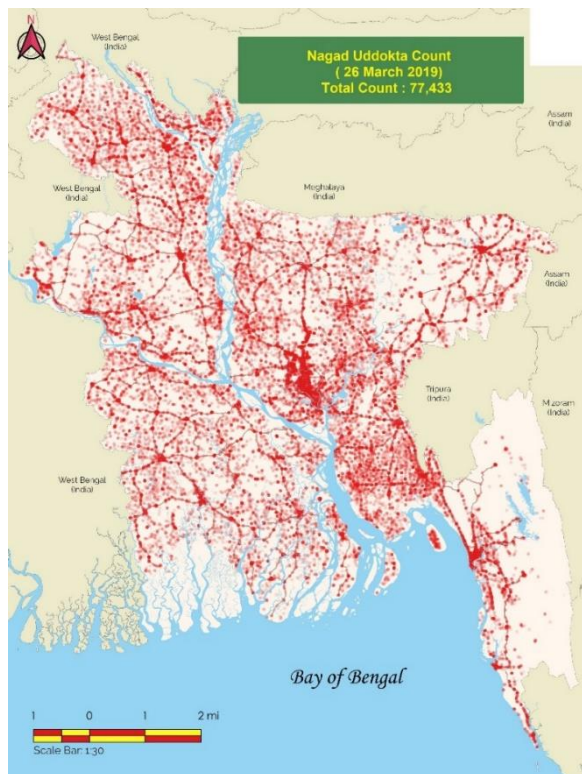 N
West Bengal
(India)
Nagad Uddokta Count
( 26 March 2019)
Total Count : 77,433
Assam
(India)
West Bengal
(India)
Meghalaya
(India)
Assam
(India)
Tripura
(India)
Mizoram
(India)
West Bengal
(India)
Bay of Bengal
1 0 1 2 mi
Scale Bar: 1:30